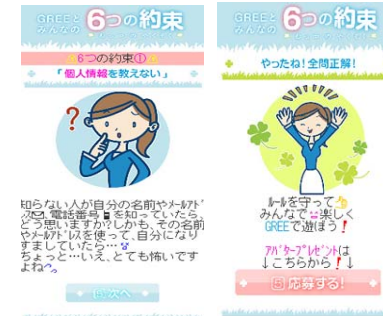 GREEと
みんなの
6つの約束
6つの約束①
「個人情報を教えない」
?
知らない人が自分の名前やメールアド
レス、電話番号を知っていたら、
どう思いますか?しかも、その名前
やメールアドレスを使って、自分になり
すましていたら…
ちょっと…いえ、とても怖いです
よね
次へ
GREEと
みんなの
6つの約束
やったね!全問正解!
ルールを守って
みんなで楽しく
GREEで遊ぼう!
アバタープレゼントは
↓こちらから!↓
応募する!